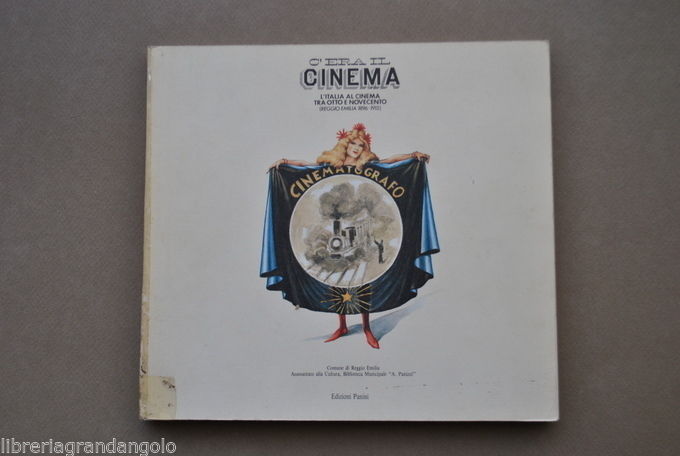 C'ERA IL
CINEMA
L'ITALIA AL CINEMA
TRA OTTO E NOVECENTO
(REGGIO EMILIA 1896-1915)
CINEMATOGRAFO
Comune di Reggio Emilia
Assessorato alla Cultura, Biblioteca Municipale "A. Panizzi"
Edizioni Panini
libreriagrandangolo